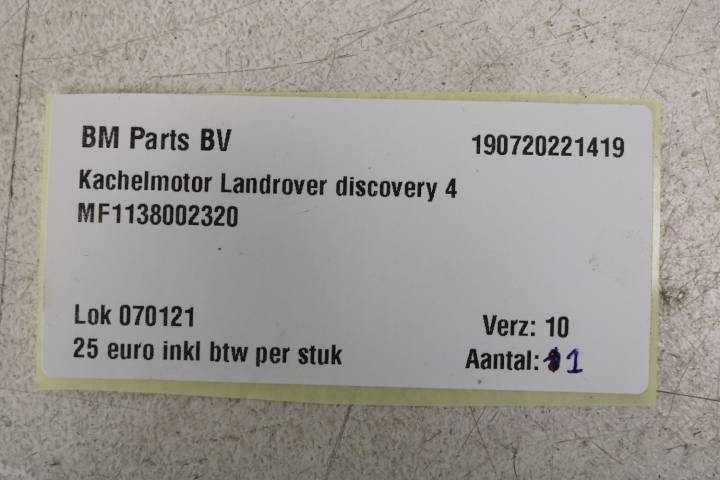 BM Parts BV 190720221419
Kachelmotor Landrover discovery 4
MF1138002320
Lok 070121 Verz: 10
25 euro inkl btw per stuk Aantal: 1